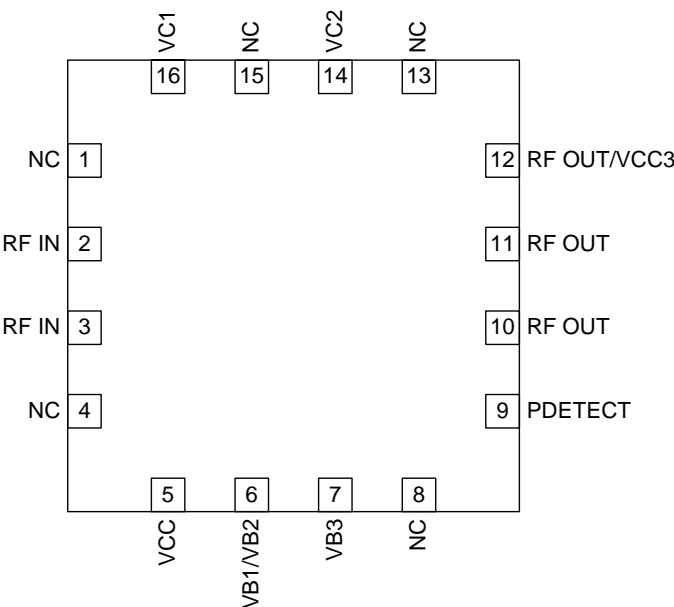 VC1 NC VC2 NC
16 15 14 13
NC 1 12 RF OUT/VCC3
RF IN 2 11 RF OUT
RF IN 3 10 RF OUT
NC 4 9 PDETECT
5 6 7 8
VCC VB1/VB2 VB3 NC